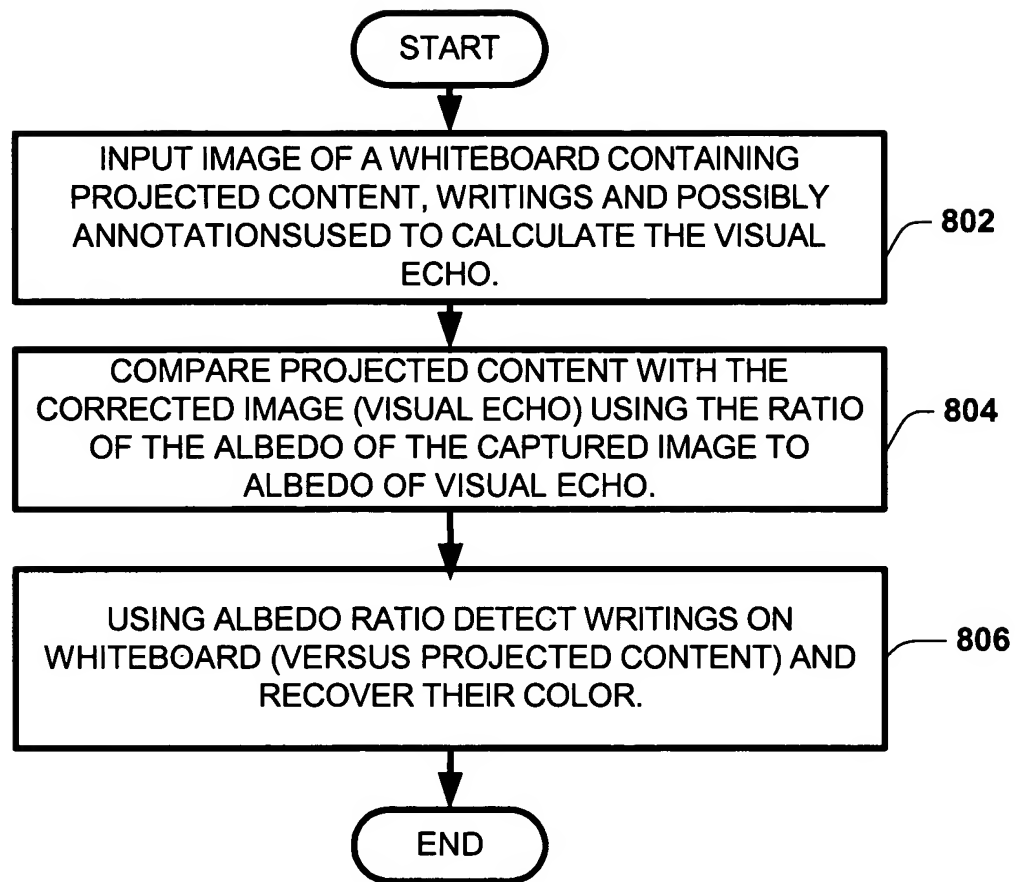 START
INPUT IMAGE OF A WHITEBOARD CONTAINING
PROJECTED CONTENT, WRITINGS AND POSSIBLY
ANNOTATIONSUSED TO CALCULATE THE VISUAL
ECHO.
802
COMPARE PROJECTED CONTENT WITH THE
CORRECTED IMAGE (VISUAL ECHO) USING THE RATIO
OF THE ALBEDO OF THE CAPTURED IMAGE TO
ALBEDO OF VISUAL ECHO.
804
USING ALBEDO RATIO DETECT WRITINGS ON
WHITEBOARD (VERSUS PROJECTED CONTENT) AND
RECOVER THEIR COLOR.
806
END